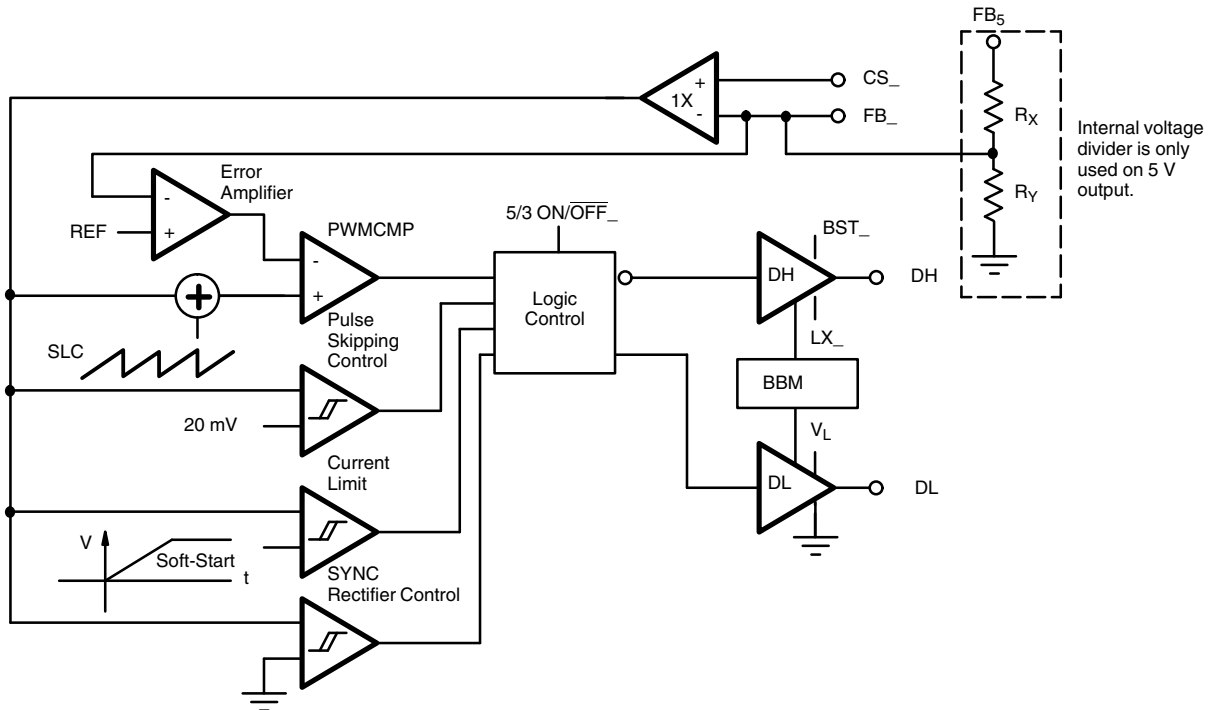 FB5
CS_
+
1X
-
FB_
RX
Internal voltage
divider is only
used on 5 V
output.
RY
Error
Amplifier
-
REF
+
PWMCMP
-
+
5/3 ON/OFF_
Logic
Control
BST_
DH
DH
LX_
+
SLC
Pulse
Skipping
Control
20 mV
BBM
VL
DL
DL
Current
Limit
V
Soft-Start
t
SYNC
Rectifier Control